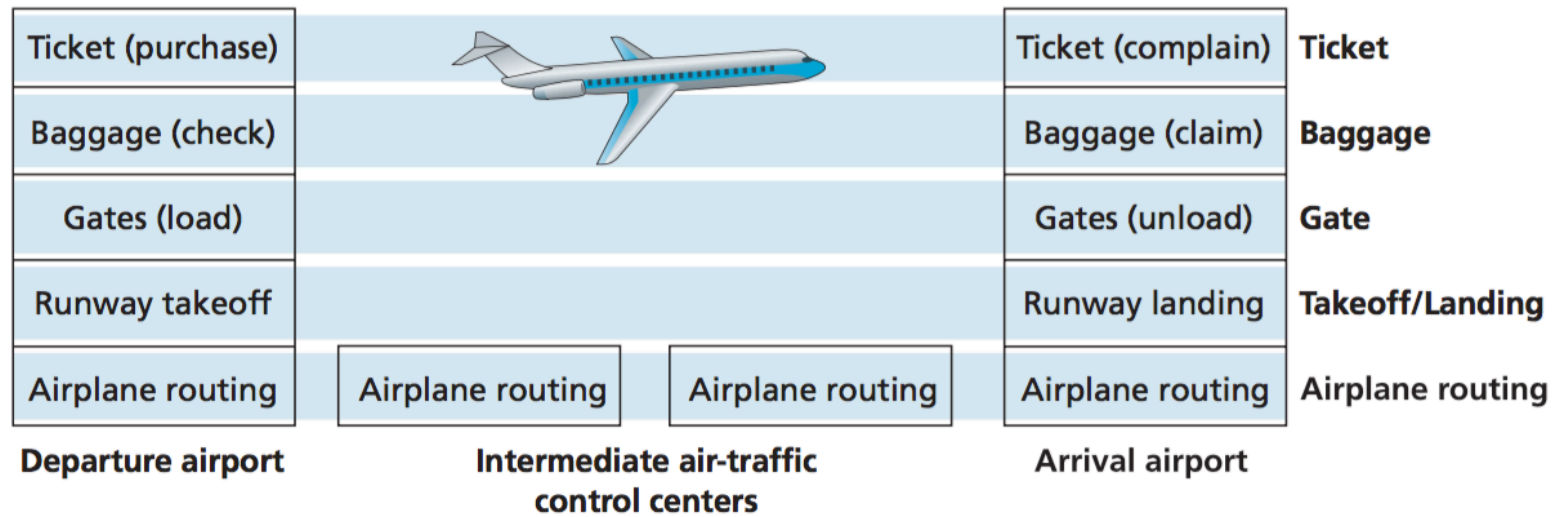 Ticket (purchase)
Ticket (complain)
Ticket
Baggage (check)
Baggage (claim)
Baggage
Gates (load)
Gates (unload)
Gate
Runway takeoff
Runway landing
Takeoff/Landing
Airplane routing
Airplane routing
Airplane routing
Airplane routing
Airplane routing
Departure airport
Intermediate air-traffic
control centers
Arrival airport